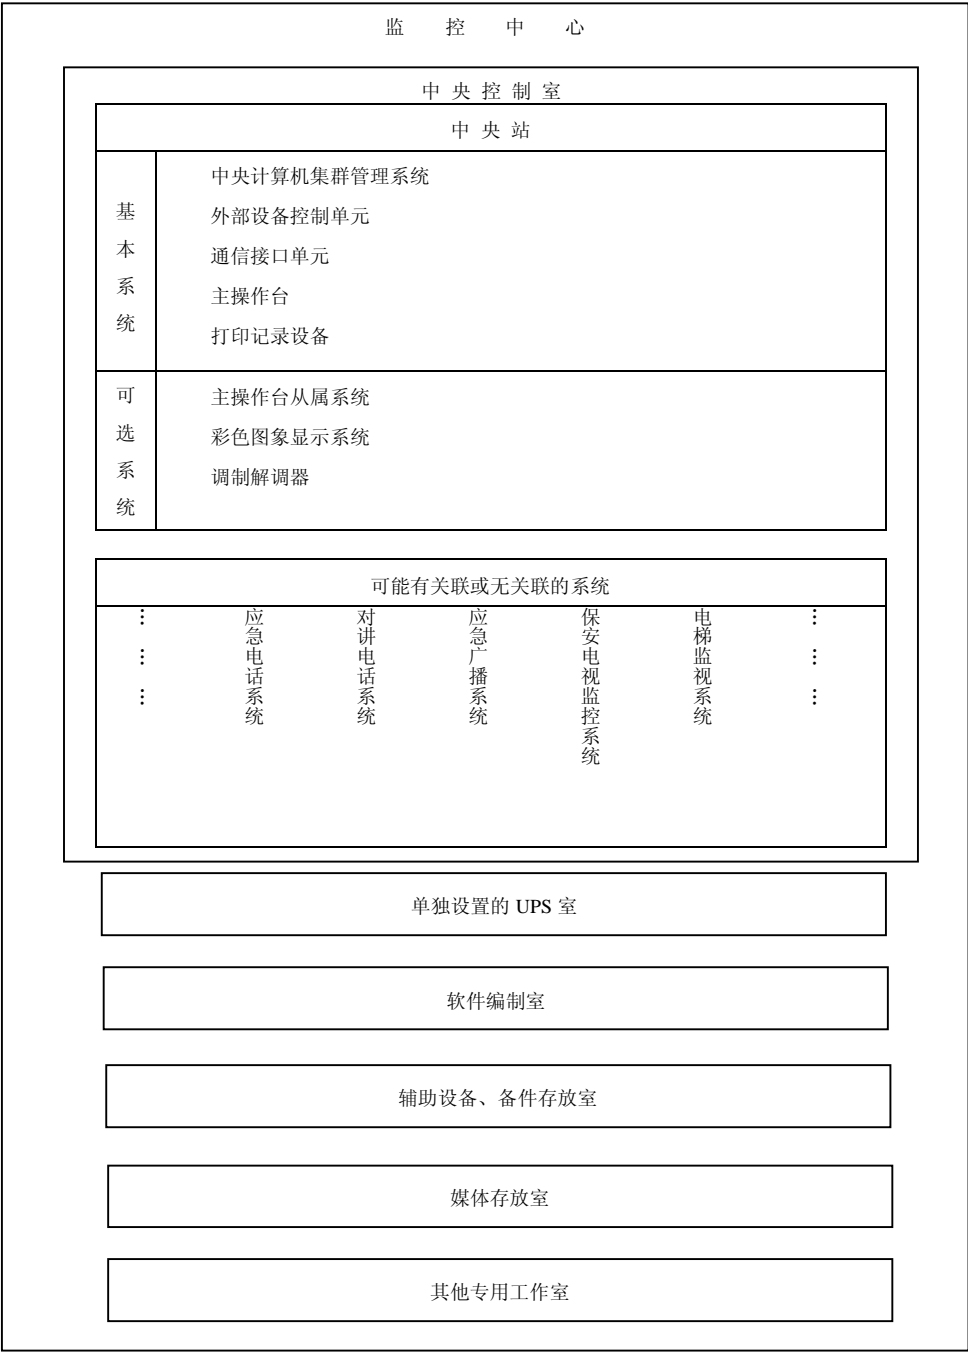 监 控 中 心
中 央 控 制 室
中 央 站
基本系统
中央计算机集群管理系统
外部设备控制单元
通信接口单元
主操作台
打印记录设备
可选系统
主操作台从属系统
彩色图象显示系统
调制解调器
可能有关联或无关联的系统
… … …
应急电话系统
对讲电话系统
应急广播系统
保安电视监控系统
电梯监视系统
… … …
单独设置的 UPS 室
软件编制室
辅助设备、备件存放室
媒体存放室
其他专用工作室